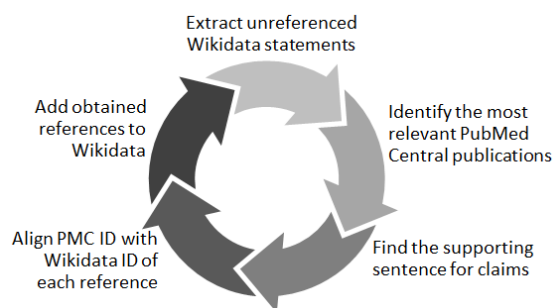 Extract unreferenced
Wikidata statements
Identify the most
relevant PubMed
Central publications
Find the supporting
sentence for claims
Align PMC ID with
Wikidata ID of
each reference
Add obtained
references to
Wikidata